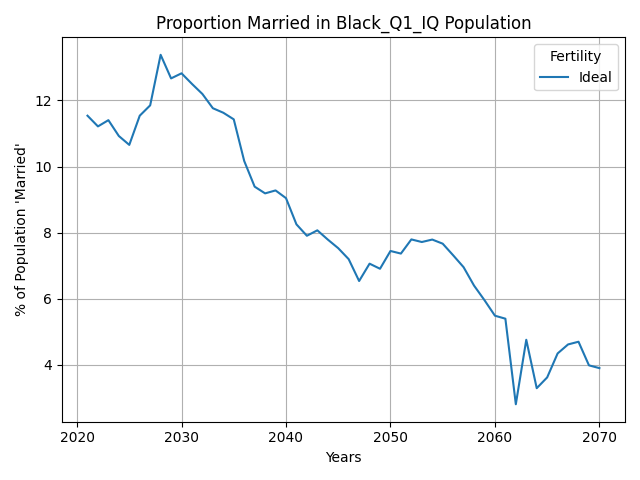 Proportion Married in Black_Q1_IQ Population
Fertility
Ideal
% of Population 'Married'
12
10
8
6
4
2020
2030
2040
2050
2060
2070
Years